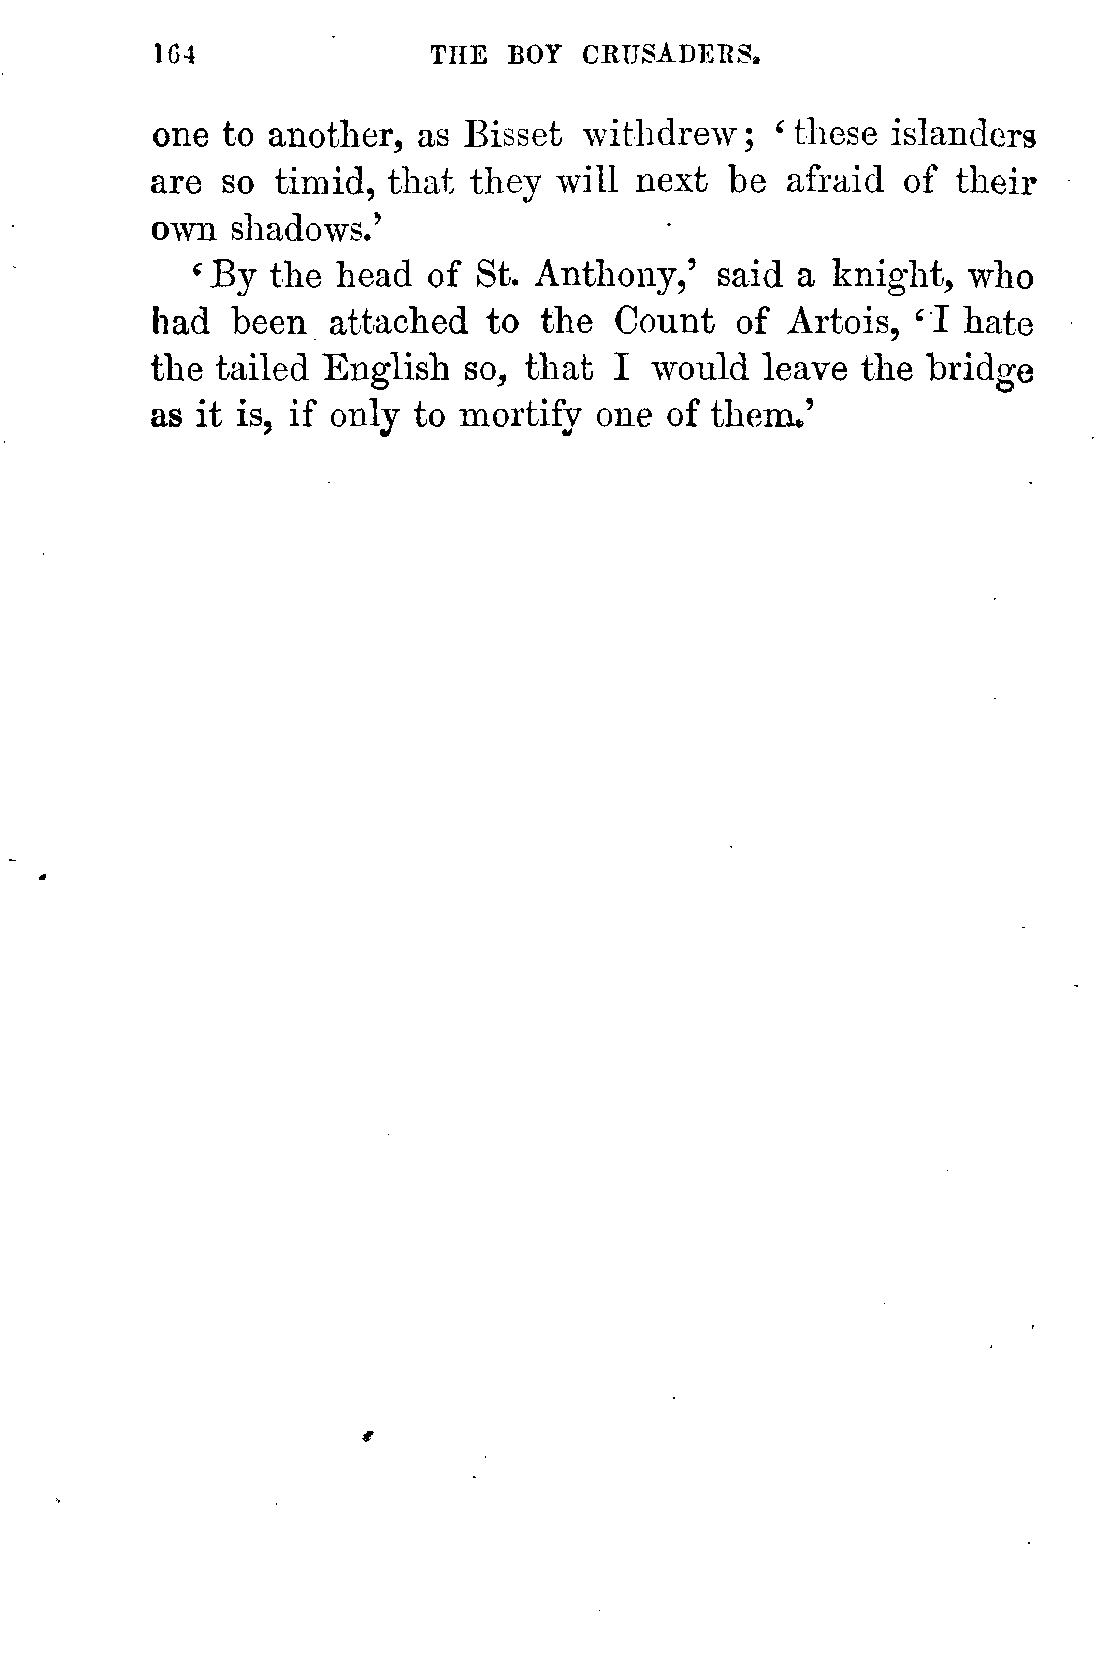 164 THE BOY CRUSADERS.
one to another, as Bisset withdrew; ‘these islanders
are so timid, that they will next be afraid of their
own shadows.’
‘By the head of St. Anthony,’ said a knight, who
had been attached to the Count of Artois, ‘I hate
the tailed English so, that I would leave the bridge
as it is, if only to mortify one of them.’